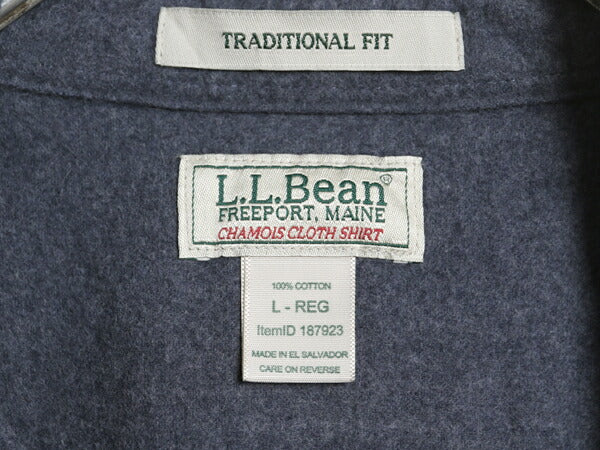 TRADITIONAL FIT
L.L.Bean®
FREEPORT, MAINE
CHAMOIS CLOTH SHIRT
100% COTTON
L - REG
ItemID 187923
MADE IN EL SALVADOR
CARE ON REVERSE